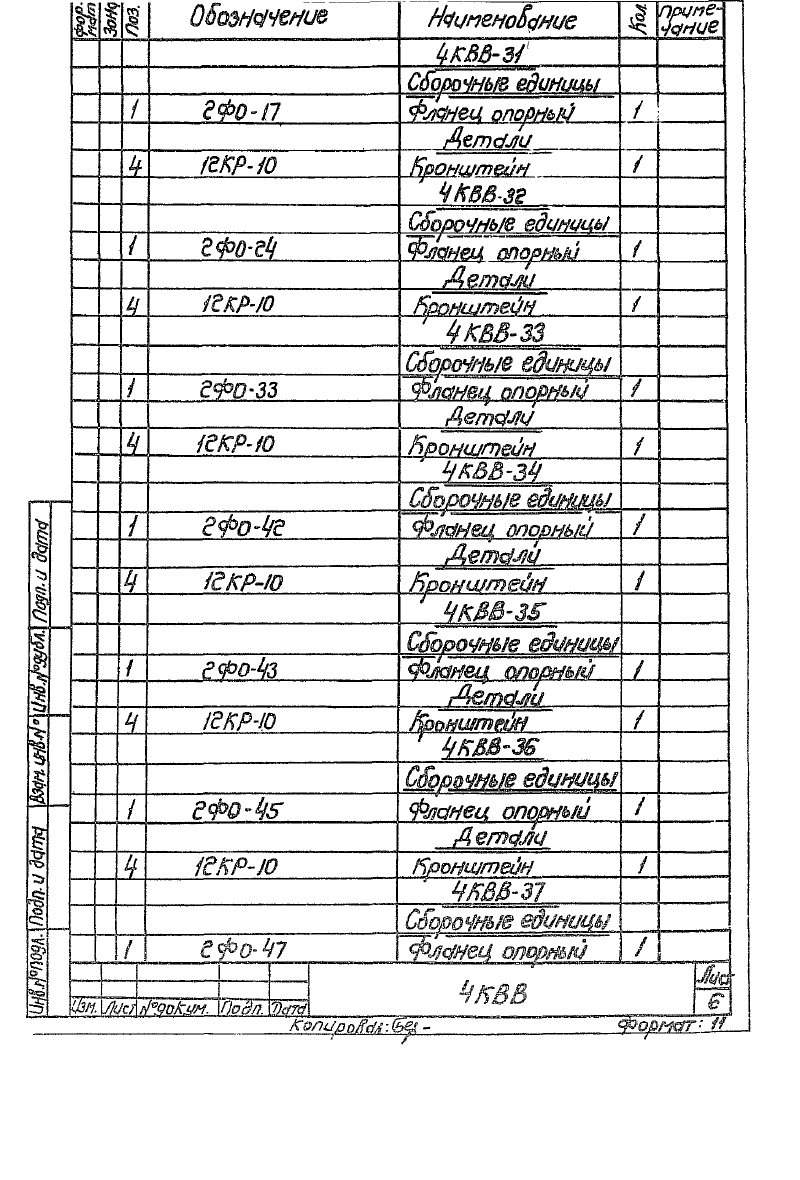 Фор-мат Зона Поз. Обозначение Наименование Кол. Приме-чание
4КВВ-31
Сборочные единицы
1 2ФО-17 Фланец опорный 1
Детали
4 12КР-10 Кронштейн 1
4КВВ-32
Сборочные единицы
1 2ФО-24 Фланец опорный 1
Детали
4 12КР-10 Кронштейн 1
4КВВ-33
Сборочные единицы
1 2ФО-33 Фланец опорный 1
Детали
4 12КР-10 Кронштейн 1
4КВВ-34
Сборочные единицы
1 2ФО-42 Фланец опорный 1
Детали
4 12КР-10 Кронштейн 1
4КВВ-35
Сборочные единицы
1 2ФО-43 Фланец опорный 1
Детали
4 12КР-10 Кронштейн 1
4КВВ-36
Сборочные единицы
1 2ФО-45 Фланец опорный 1
Детали
4 12КР-10 Кронштейн 1
4КВВ-37
Сборочные единицы
1 2ФО-47 Фланец опорный 1
Подп. и дата
Инв.№дубл.
Взам. инв.№
Подп. и дата
Инв.№подл.
4КВВ
Лист
6
Изм. Лист №докум. Подп. Дата
Копировал: Формат: 11